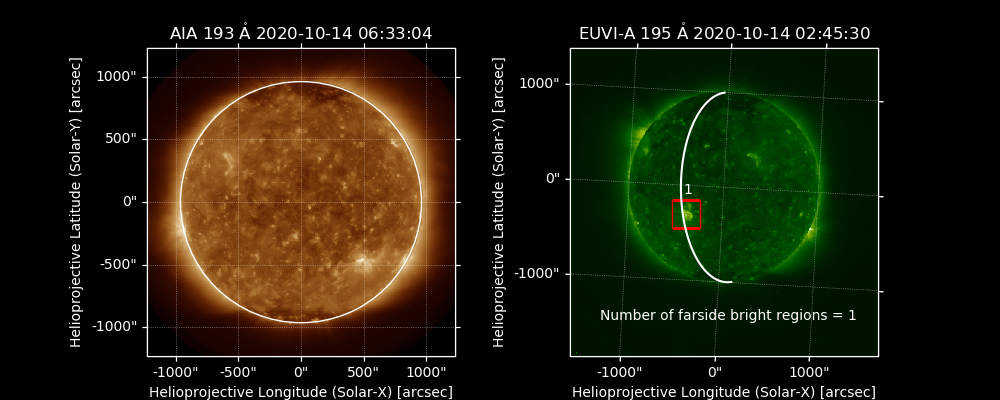 AIA 193 Å 2020-10-14 06:33:04
Helioprojective Latitude (Solar-Y) [arcsec]
1000"
500"
0"
-500"
-1000"
-1000" -500" 0" 500" 1000"
Helioprojective Longitude (Solar-X) [arcsec]
EUVI-A 195 Å 2020-10-14 02:45:30
Helioprojective Latitude (Solar-Y) [arcsec]
1000"
0"
-1000"
1
Number of farside bright regions = 1
-1000" 0" 1000"
Helioprojective Longitude (Solar-X) [arcsec]